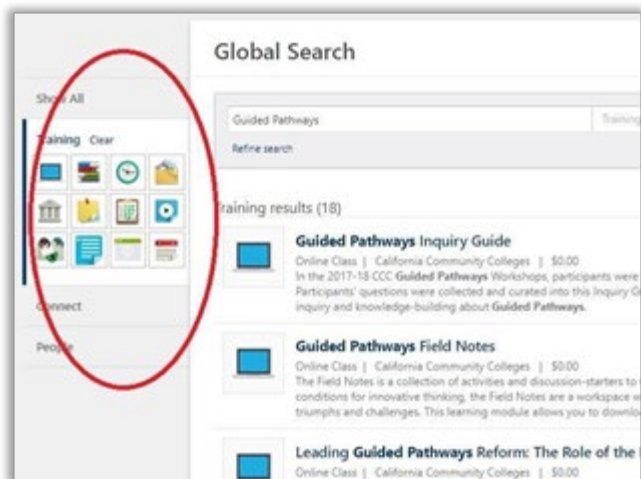 Global Search
Show All
Training Clear
Connect
People
Guided Pathways
Training
Refine search
Training results (18)
Guided Pathways Inquiry Guide
Online Class | California Community Colleges | $0.00
In the 2017-18 CCC Guided Pathways Workshops, participants were
Participants' questions were collected and curated into this Inquiry
inquiry and knowledge-building about Guided Pathways.
Guided Pathways Field Notes
Online Class | California Community Colleges | $0.00
The Field Notes is a collection of activities and discussion-starters to
conditions for innovative thinking, the Field Notes are a workspace
triumphs and challenges. This learning module allows you to
Leading Guided Pathways Reform: The Role of the
Online Class | California Community Colleges | $0.00